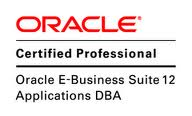 ORACLE
Certified Professional
Oracle E-Business Suite 12
Applications DBA